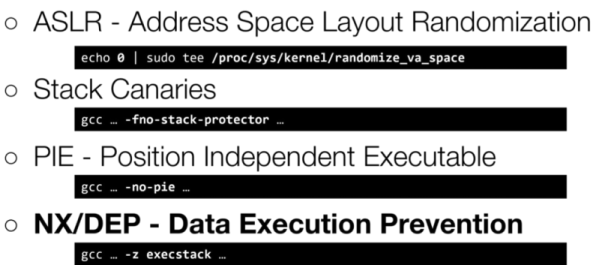 ○ ASLR - Address Space Layout Randomization
echo 0 | sudo tee /proc/sys/kernel/randomize_va_space
○ Stack Canaries
gcc … -fno-stack-protector …
○ PIE - Position Independent Executable
gcc … -no-pie …
○ NX/DEP - Data Execution Prevention
gcc … -z execstack …